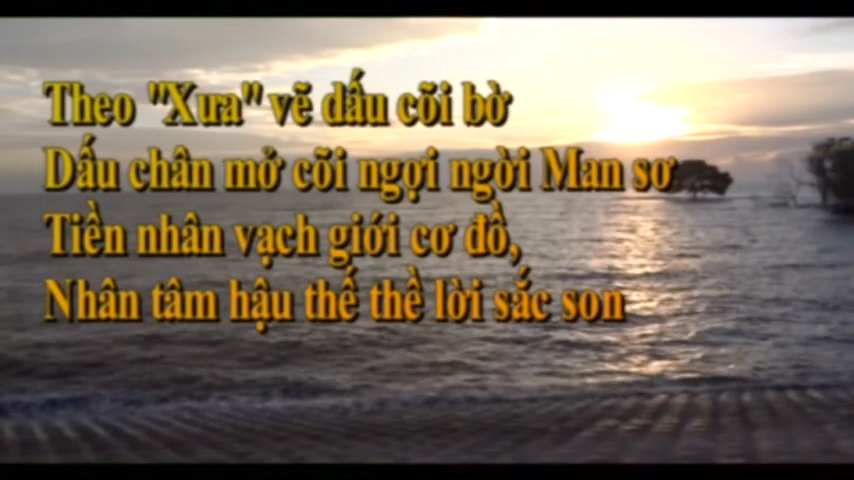 Theo "Xưa" vẽ dấu cõi bờ
Dấu chân mở cõi ngợi ngời Man sơ
Tiền nhân vạch giới cơ đồ,
Nhân tâm hậu thế thề lời sắc son